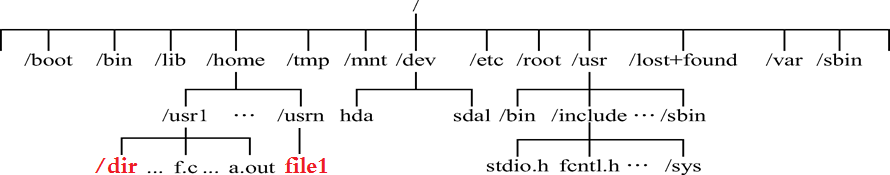 /
/boot /bin /lib /home /tmp /mnt /dev /etc /root /usr /lost+found /var /sbin
/usr1 ··· /usrn hda sdal /bin /include ··· /sbin
/dir ... f.c ... a.out file1 stdio.h fcntl.h ··· /sys